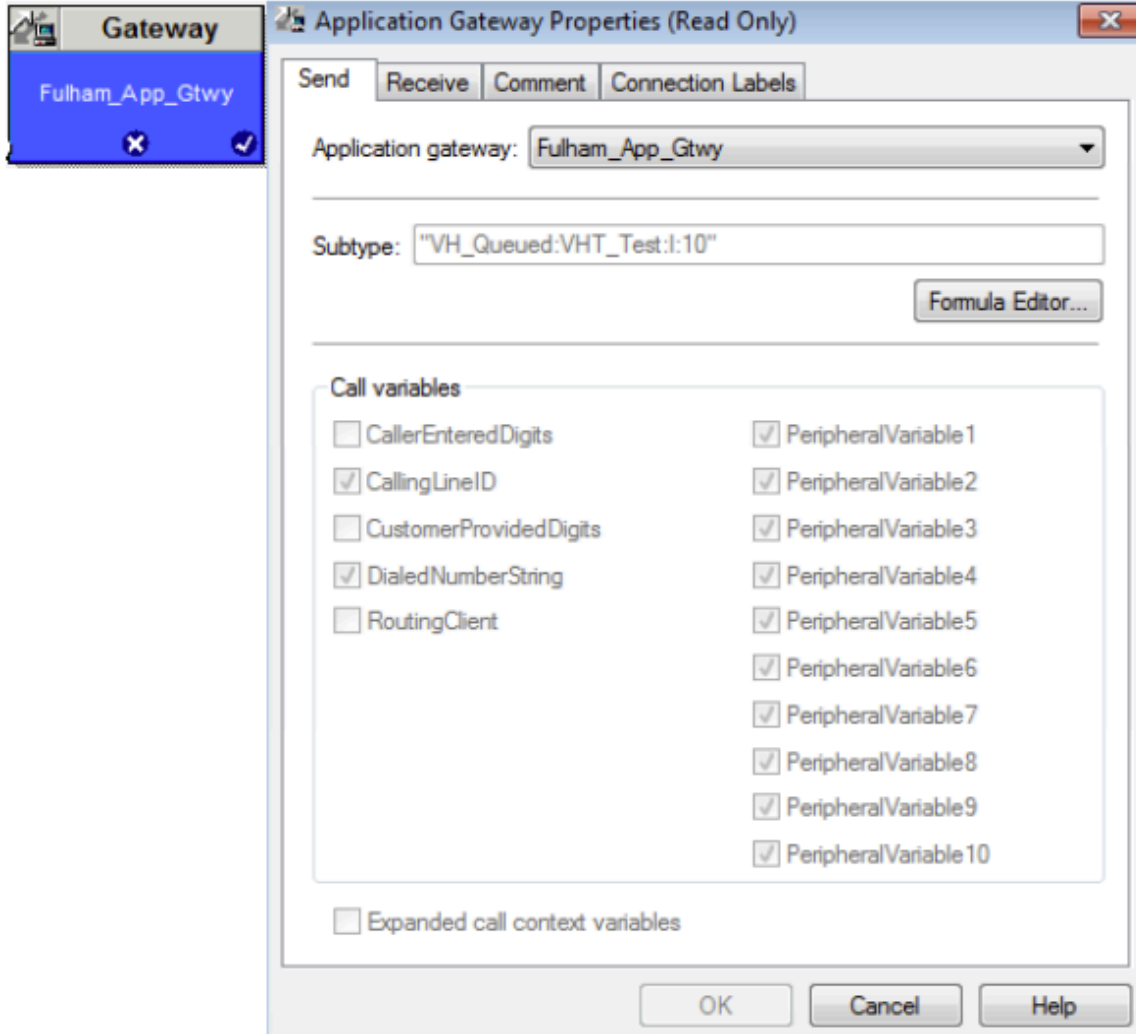 Gateway
Fulham_App_Gtwy
Application Gateway Properties (Read Only)
Send Receive Comment Connection Labels
Application gateway: Fulham_App_Gtwy
Subtype: "VH_Queued:VHT_Test:I:10"
Formula Editor...
Call variables
CallerEnteredDigits PeripheralVariable1
CallingLineID PeripheralVariable2
CustomerProvidedDigits PeripheralVariable3
DialedNumberString PeripheralVariable4
RoutingClient PeripheralVariable5
PeripheralVariable6
PeripheralVariable7
PeripheralVariable8
PeripheralVariable9
PeripheralVariable10
Expanded call context variables
OK Cancel Help